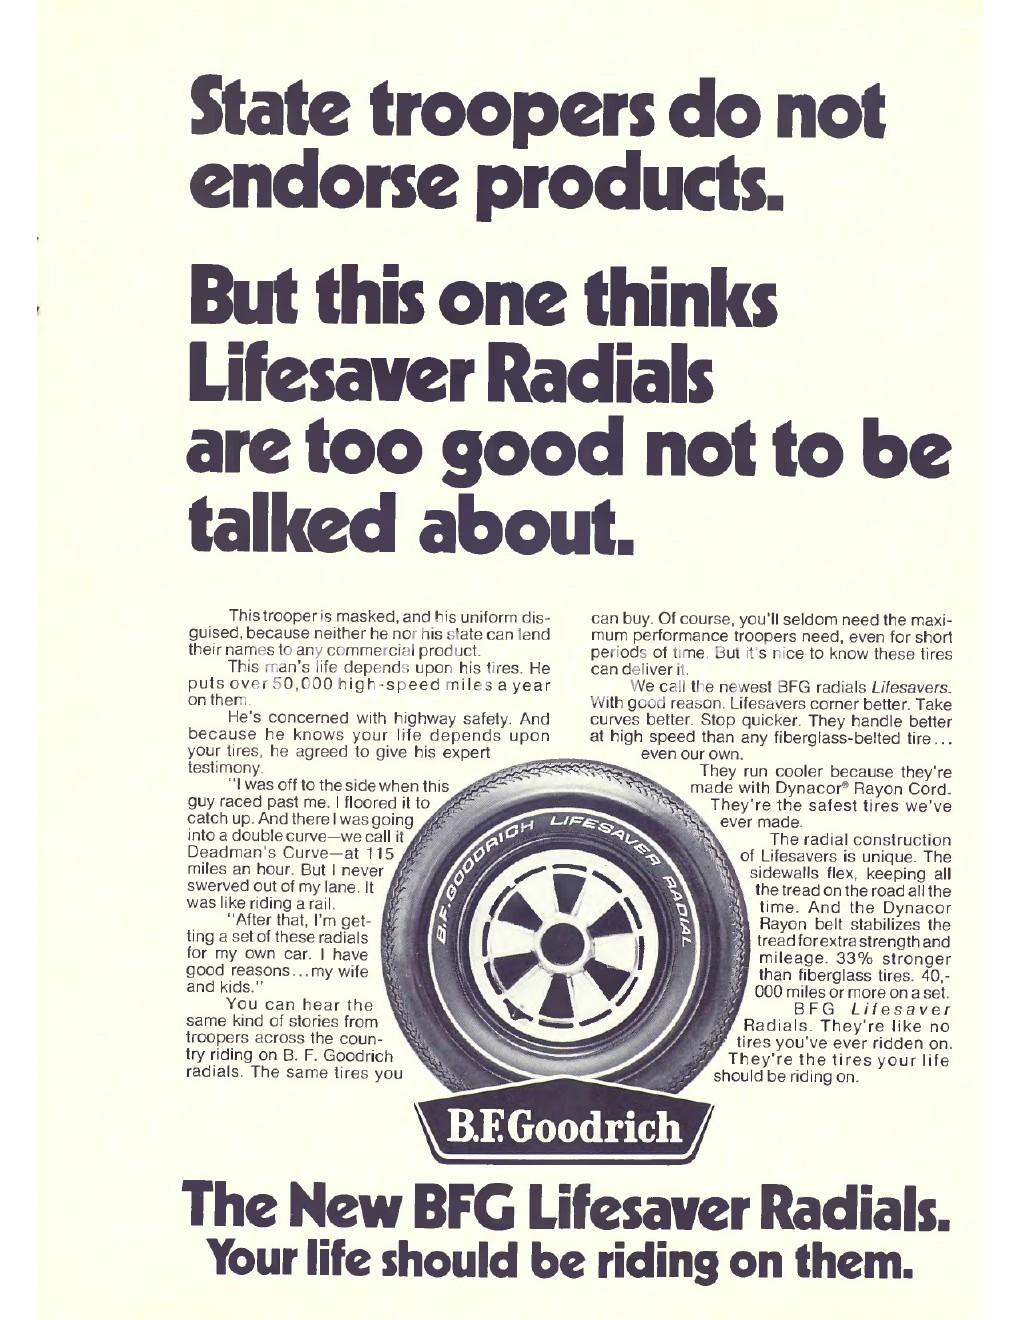 State troopers do not
endorse products.
But this one thinks
Lifesaver Radials
are too good not to be
talked about.
This trooper is masked, and his uniform dis-
guised, because neither he nor his state can lend
their names to any commercial product.
This man's life depends upon his tires. He
puts over 50,000 high-speed miles a year
on them.
He's concerned with highway safety. And
because he knows your life depends upon
your tires, he agreed to give his expert
testimony.
"I was off to the side when this
guy raced past me. I floored it to
catch up. And there I was going
into a double curve—we call it
Deadman's Curve—at 115
miles an hour. But I never
swerved out of my lane. It
was like riding a rail.
"After that, I'm get-
ting a set of these radials
for my own car. I have
good reasons...my wife
and kids."
You can hear the
same kind of stories from
troopers across the coun-
try riding on B. F. Goodrich
radials. The same tires you
can buy. Of course, you'll seldom need the maxi-
mum performance troopers need, even for short
periods of time. But it's nice to know these tires
can deliver it.
We call the newest BFG radials Lifesavers.
With good reason. Lifesavers corner better. Take
curves better. Stop quicker. They handle better
at high speed than any fiberglass-belted tire...
even our own.
They run cooler because they're
made with Dynacor® Rayon Cord.
They're the safest tires we've
ever made.
The radial construction
of Lifesavers is unique. The
sidewalls flex, keeping all
the tread on the road all the
time. And the Dynacor
Rayon belt stabilizes the
tread for extra strength and
mileage. 33% stronger
than fiberglass tires. 40,-
000 miles or more on a set.
BFG Lifesaver
Radials. They're like no
tires you've ever ridden on.
They're the tires your life
should be riding on.
B.F.GOODRICH LIFESAVER RADIAL
B.F.Goodrich
The New BFG Lifesaver Radials.
Your life should be riding on them.